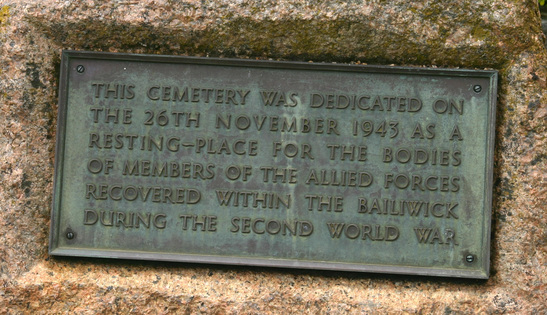 THIS CEMETERY WAS DEDICATED ON
THE 26TH NOVEMBER 1943 AS A
RESTING-PLACE FOR THE BODIES
OF MEMBERS OF THE ALLIED FORCES
RECOVERED WITHIN THE BAILIWICK
DURING THE SECOND WORLD WAR